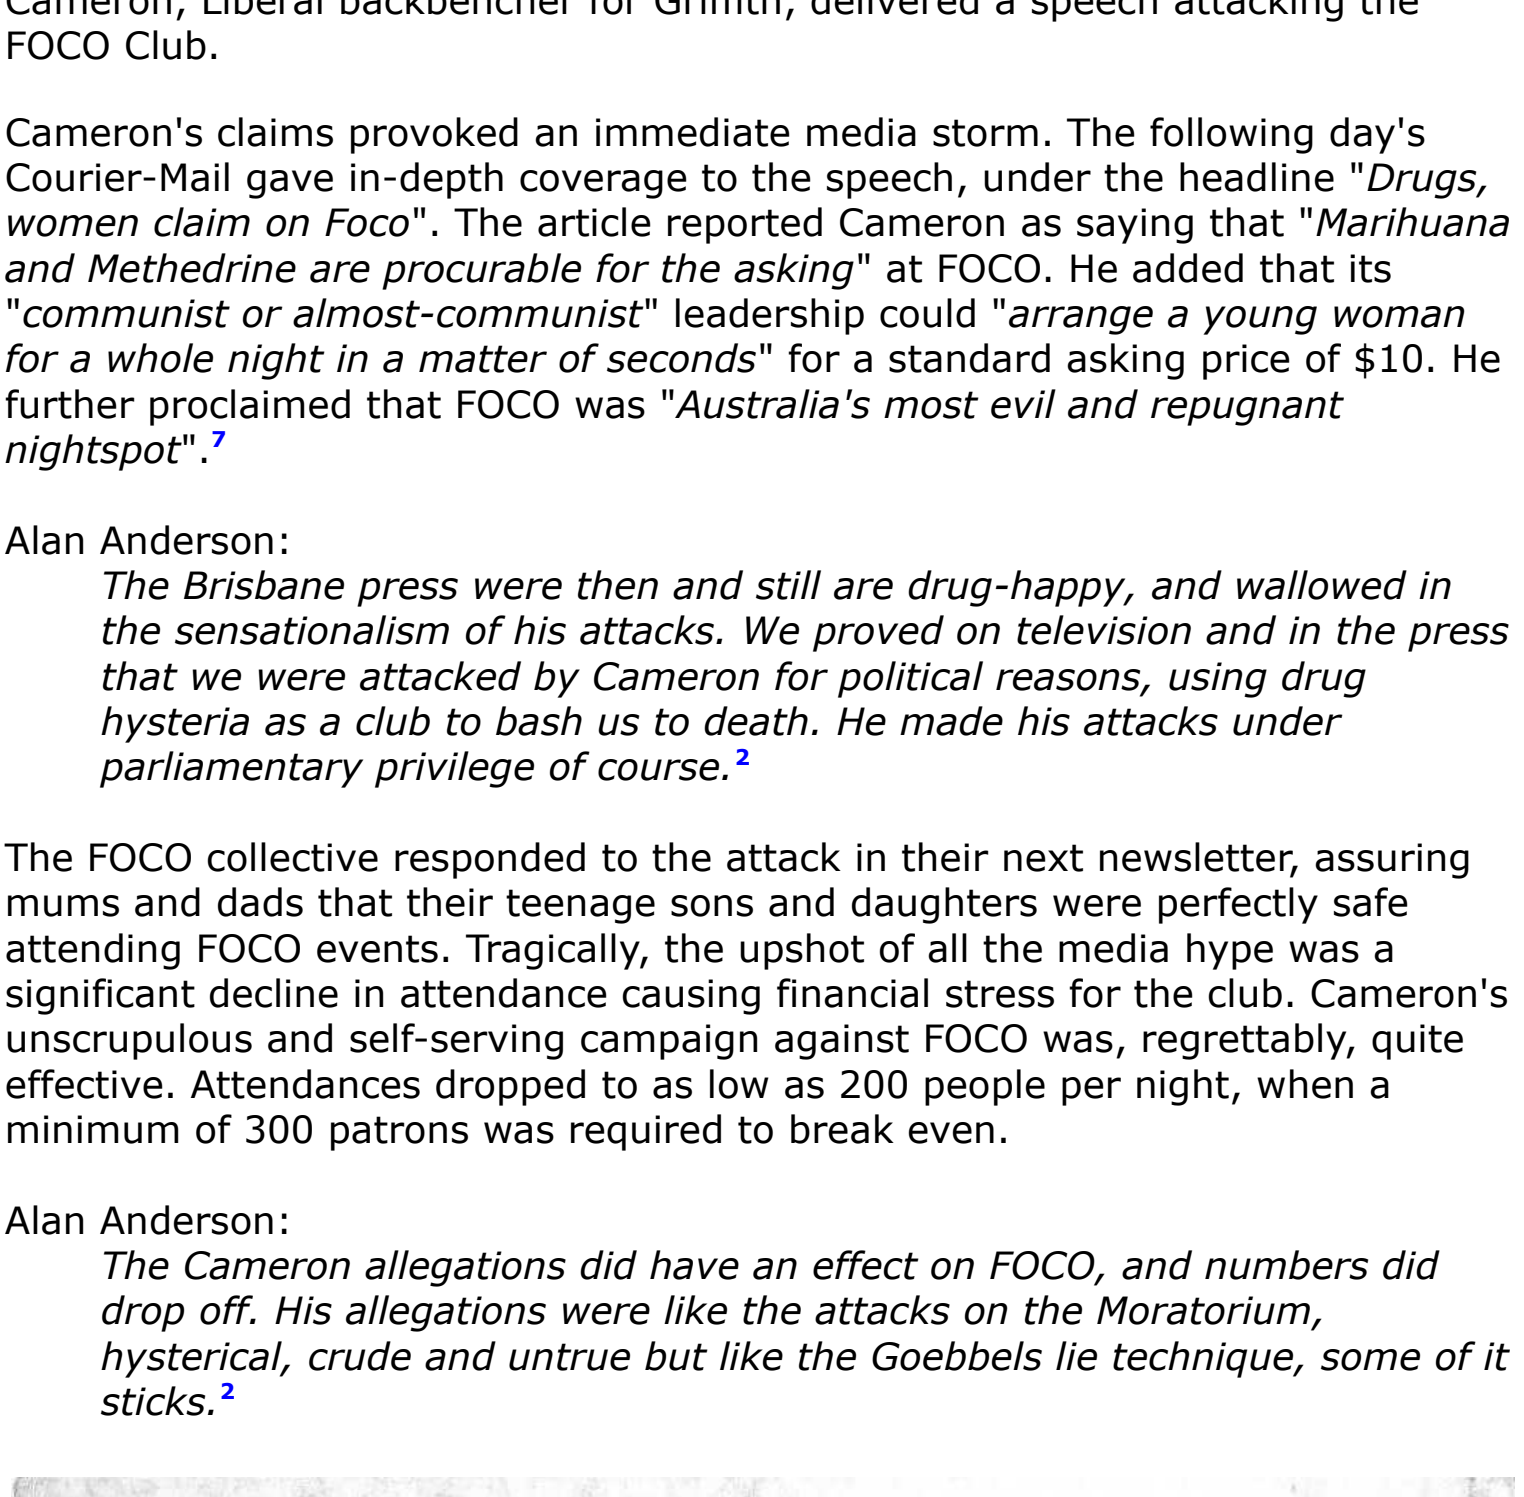 Cameron, Liberal backbencher for Griffith, delivered a speech attacking the
FOCO Club.
Cameron's claims provoked an immediate media storm. The following day's
Courier-Mail gave in-depth coverage to the speech, under the headline "Drugs,
women claim on Foco". The article reported Cameron as saying that "Marihuana
and Methedrine are procurable for the asking" at FOCO. He added that its
"communist or almost-communist" leadership could "arrange a young woman
for a whole night in a matter of seconds" for a standard asking price of $10. He
further proclaimed that FOCO was "Australia's most evil and repugnant
nightspot".7
Alan Anderson:
The Brisbane press were then and still are drug-happy, and wallowed in
the sensationalism of his attacks. We proved on television and in the press
that we were attacked by Cameron for political reasons, using drug
hysteria as a club to bash us to death. He made his attacks under
parliamentary privilege of course.2
The FOCO collective responded to the attack in their next newsletter, assuring
mums and dads that their teenage sons and daughters were perfectly safe
attending FOCO events. Tragically, the upshot of all the media hype was a
significant decline in attendance causing financial stress for the club. Cameron's
unscrupulous and self-serving campaign against FOCO was, regrettably, quite
effective. Attendances dropped to as low as 200 people per night, when a
minimum of 300 patrons was required to break even.
Alan Anderson:
The Cameron allegations did have an effect on FOCO, and numbers did
drop off. His allegations were like the attacks on the Moratorium,
hysterical, crude and untrue but like the Goebbels lie technique, some of it
sticks.2